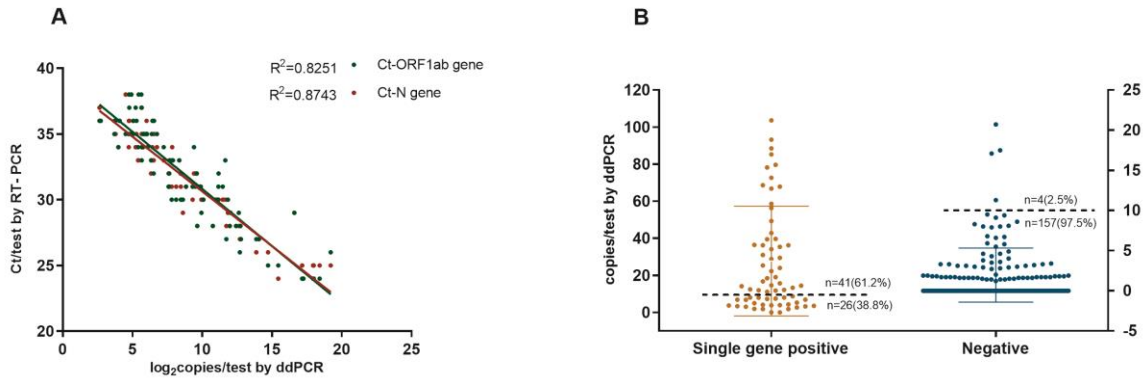 A
R²=0.8251 Ct-ORF1ab gene
R²=0.8743 Ct-N gene
Ct/test by RT-PCR
40
35
30
25
20
0 5 10 15 20 25
log₂copies/test by ddPCR
B
copies/test by ddPCR
120
100
80
60
40
20
0
25
20
15
10
5
0
-5
n=4(2.5%)
n=157(97.5%)
n=41(61.2%)
n=26(38.8%)
Single gene positive Negative